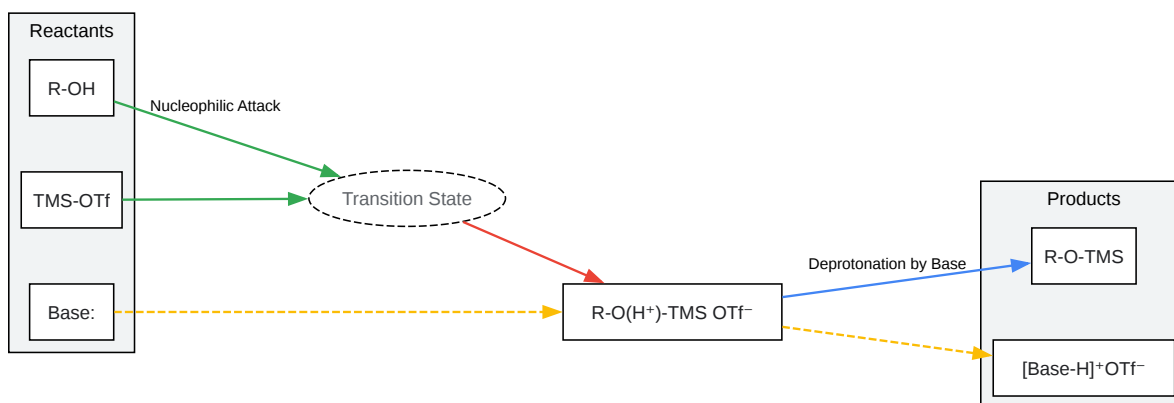 Reactants
R-OH
Nucleophilic Attack
TMS-OTf
Transition State
Base:
R-O(H⁺)-TMS OTf⁻
Deprotonation by Base
Products
R-O-TMS
[Base-H]⁺OTf⁻